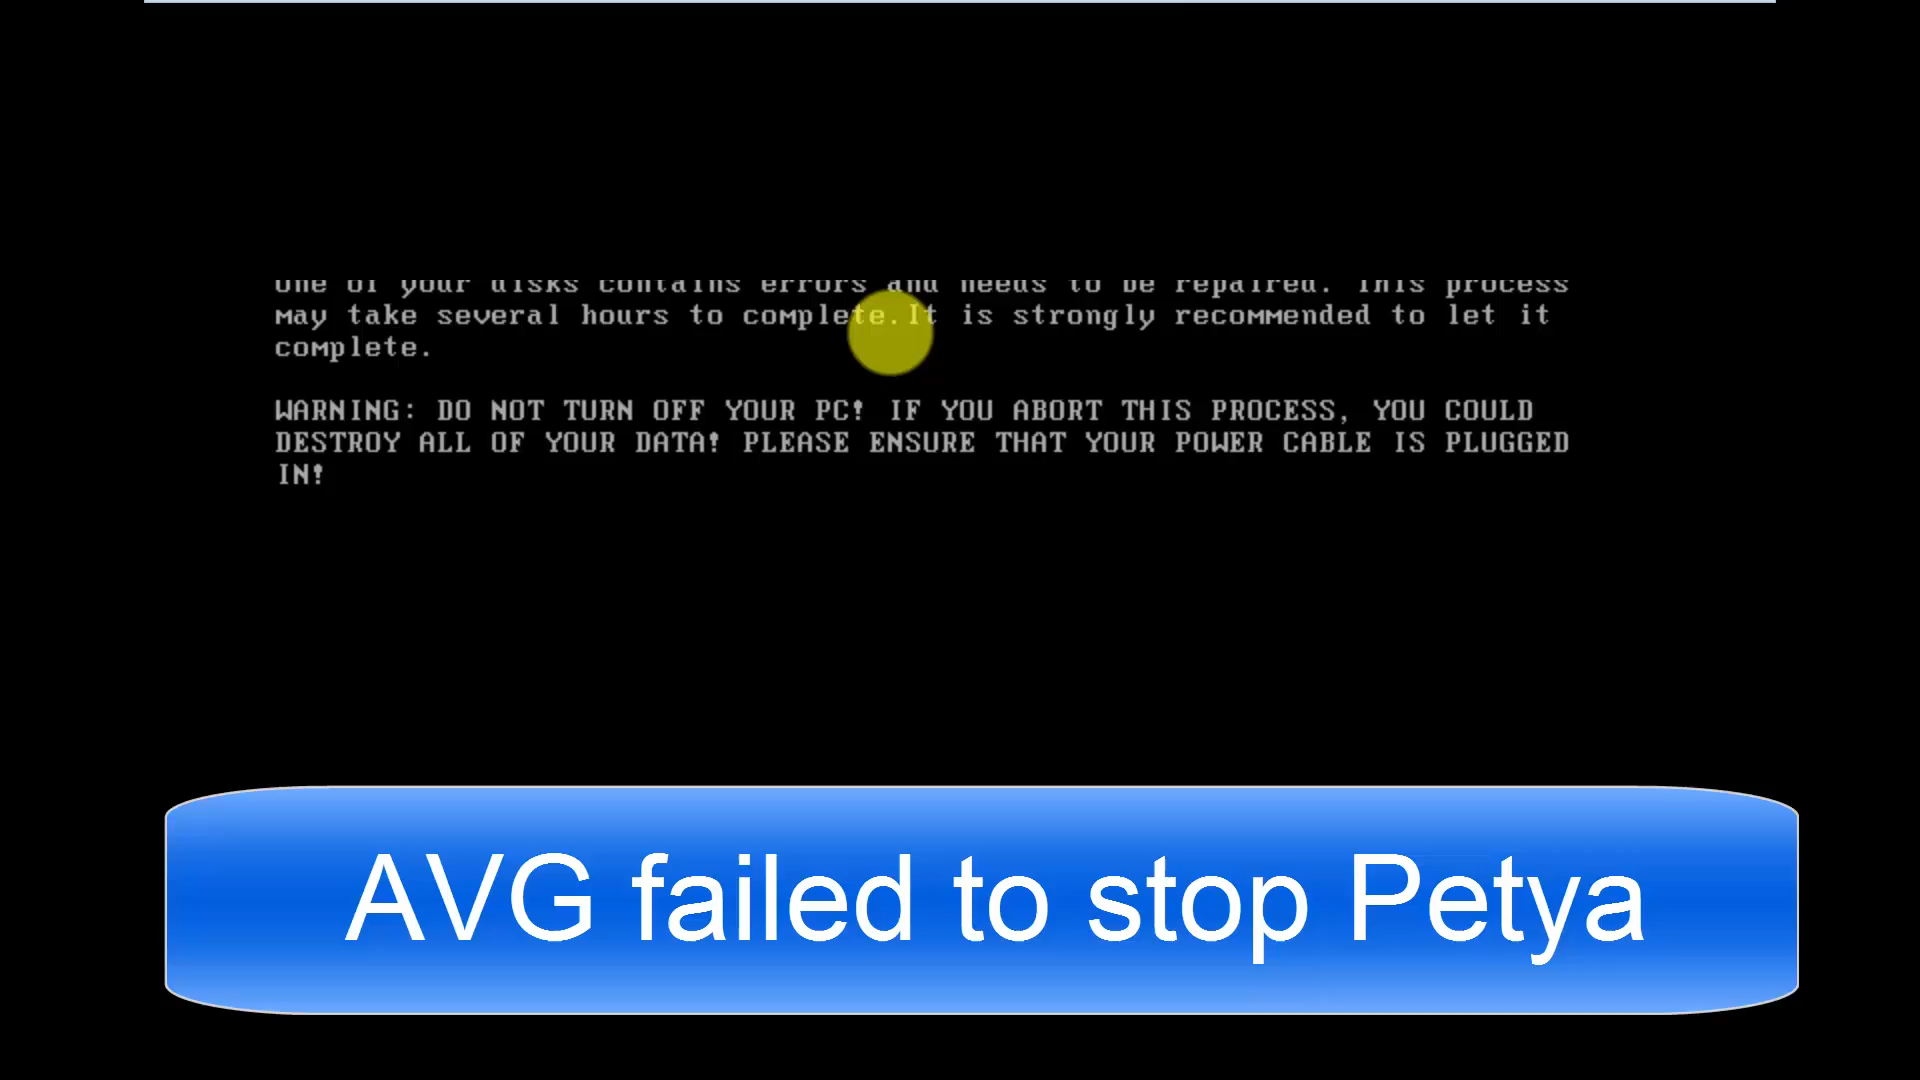 One of your disks contains errors and needs to be repaired. This process
may take several hours to complete.It is strongly recommended to let it
complete.
WARNING: DO NOT TURN OFF YOUR PC! IF YOU ABORT THIS PROCESS, YOU COULD
DESTROY ALL OF YOUR DATA! PLEASE ENSURE THAT YOUR POWER CABLE IS PLUGGED
IN!
AVG failed to stop Petya